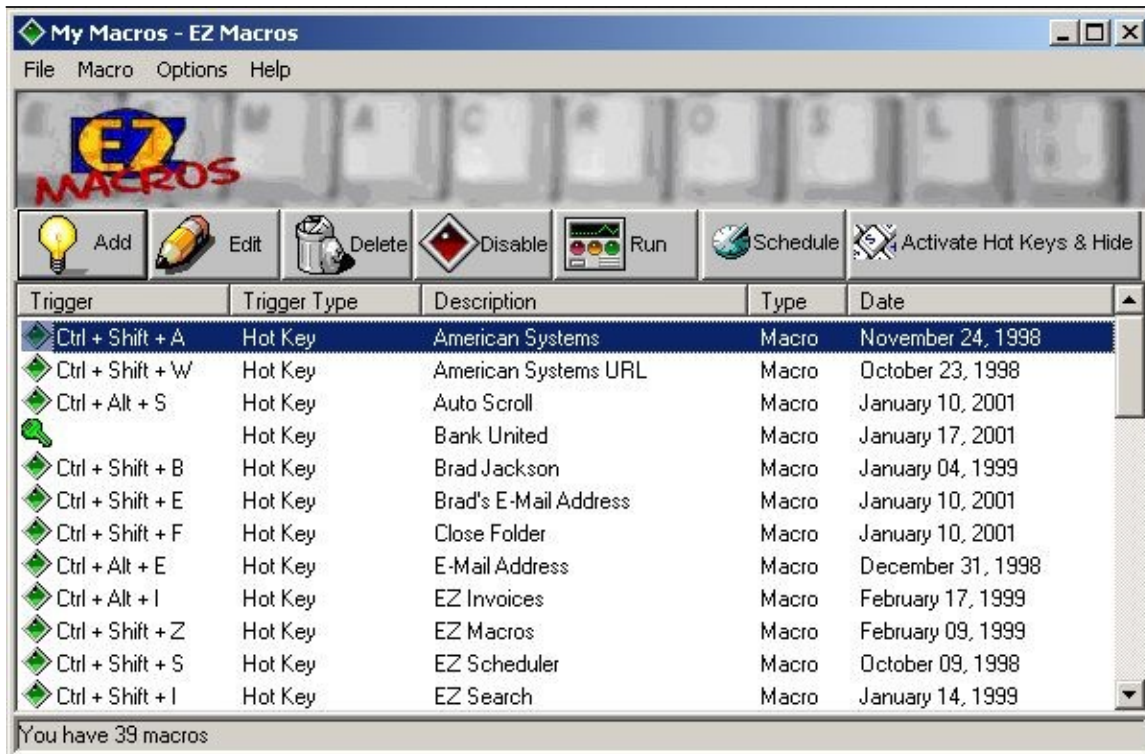 My Macros - EZ Macros
File Macro Options Help
E Z M A C R O S L
EZ
MACROS
Add Edit Delete Disable Run Schedule Activate Hot Keys & Hide
Trigger Trigger Type Description Type Date
Ctrl + Shift + A Hot Key American Systems Macro November 24, 1998
Ctrl + Shift + W Hot Key American Systems URL Macro October 23, 1998
Ctrl + Alt + S Hot Key Auto Scroll Macro January 10, 2001
Hot Key Bank United Macro January 17, 2001
Ctrl + Shift + B Hot Key Brad Jackson Macro January 04, 1999
Ctrl + Shift + E Hot Key Brad's E-Mail Address Macro January 10, 2001
Ctrl + Shift + F Hot Key Close Folder Macro January 10, 2001
Ctrl + Alt + E Hot Key E-Mail Address Macro December 31, 1998
Ctrl + Alt + I Hot Key EZ Invoices Macro February 17, 1999
Ctrl + Shift + Z Hot Key EZ Macros Macro February 09, 1999
Ctrl + Shift + S Hot Key EZ Scheduler Macro October 09, 1998
Ctrl + Shift + I Hot Key EZ Search Macro January 14, 1999
You have 39 macros